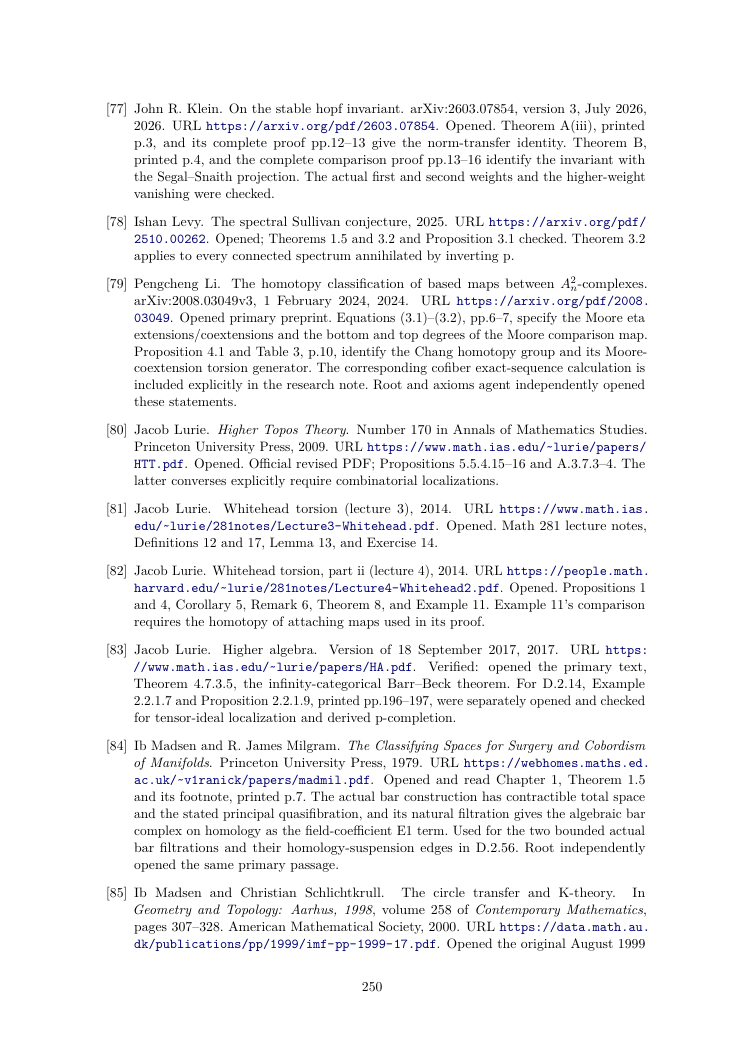 [77] John R. Klein. On the stable hopf invariant. arXiv:2603.07854, version 3, July 2026,
2026. URL https://arxiv.org/pdf/2603.07854. Opened. Theorem A(iii), printed
p.3, and its complete proof pp.12–13 give the norm-transfer identity. Theorem B,
printed p.4, and the complete comparison proof pp.13–16 identify the invariant with
the Segal–Snaith projection. The actual first and second weights and the higher-weight
vanishing were checked.
[78] Ishan Levy. The spectral Sullivan conjecture, 2025. URL https://arxiv.org/pdf/
2510.00262. Opened; Theorems 1.5 and 3.2 and Proposition 3.1 checked. Theorem 3.2
applies to every connected spectrum annihilated by inverting p.
[79] Pengcheng Li. The homotopy classification of based maps between A_n^2-complexes.
arXiv:2008.03049v3, 1 February 2024, 2024. URL https://arxiv.org/pdf/2008.
03049. Opened primary preprint. Equations (3.1)–(3.2), pp.6–7, specify the Moore eta
extensions/coextensions and the bottom and top degrees of the Moore comparison map.
Proposition 4.1 and Table 3, p.10, identify the Chang homotopy group and its Moore-
coextension torsion generator. The corresponding cofiber exact-sequence calculation is
included explicitly in the research note. Root and axioms agent independently opened
these statements.
[80] Jacob Lurie. Higher Topos Theory. Number 170 in Annals of Mathematics Studies.
Princeton University Press, 2009. URL https://www.math.ias.edu/~lurie/papers/
HTT.pdf. Opened. Official revised PDF; Propositions 5.5.4.15–16 and A.3.7.3–4. The
latter converses explicitly require combinatorial localizations.
[81] Jacob Lurie. Whitehead torsion (lecture 3), 2014. URL https://www.math.ias.
edu/~lurie/281notes/Lecture3-Whitehead.pdf. Opened. Math 281 lecture notes,
Definitions 12 and 17, Lemma 13, and Exercise 14.
[82] Jacob Lurie. Whitehead torsion, part ii (lecture 4), 2014. URL https://people.math.
harvard.edu/~lurie/281notes/Lecture4-Whitehead2.pdf. Opened. Propositions 1
and 4, Corollary 5, Remark 6, Theorem 8, and Example 11. Example 11's comparison
requires the homotopy of attaching maps used in its proof.
[83] Jacob Lurie. Higher algebra. Version of 18 September 2017, 2017. URL https:
//www.math.ias.edu/~lurie/papers/HA.pdf. Verified: opened the primary text,
Theorem 4.7.3.5, the infinity-categorical Barr–Beck theorem. For D.2.14, Example
2.2.1.7 and Proposition 2.2.1.9, printed pp.196–197, were separately opened and checked
for tensor-ideal localization and derived p-completion.
[84] Ib Madsen and R. James Milgram. The Classifying Spaces for Surgery and Cobordism
of Manifolds. Princeton University Press, 1979. URL https://webhomes.maths.ed.
ac.uk/~v1ranick/papers/madmil.pdf. Opened and read Chapter 1, Theorem 1.5
and its footnote, printed p.7. The actual bar construction has contractible total space
and the stated principal quasifibration, and its natural filtration gives the algebraic bar
complex on homology as the field-coefficient E1 term. Used for the two bounded actual
bar filtrations and their homology-suspension edges in D.2.56. Root independently
opened the same primary passage.
[85] Ib Madsen and Christian Schlichtkrull. The circle transfer and K-theory. In
Geometry and Topology: Aarhus, 1998, volume 258 of Contemporary Mathematics,
pages 307–328. American Mathematical Society, 2000. URL https://data.math.au.
dk/publications/pp/1999/imf-pp-1999-17.pdf. Opened the original August 1999
250